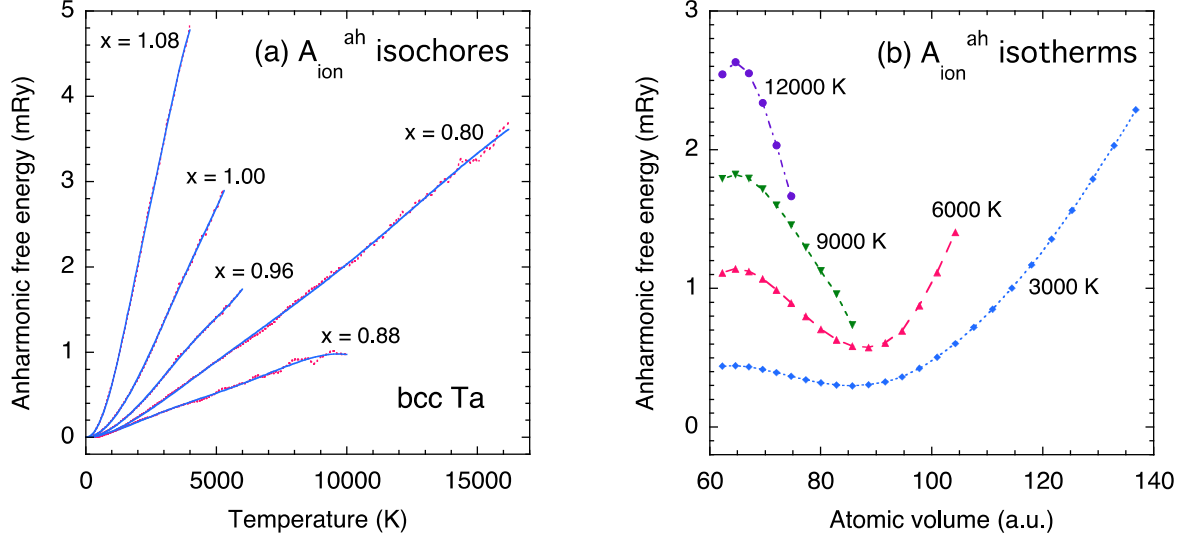 (a) A_ion^ah isochores
x = 1.08
x = 0.80
x = 1.00
x = 0.96
x = 0.88
bcc Ta
5
4
3
2
1
0
0
5000
10000
15000
Temperature (K)
Anharmonic free energy (mRy)
(b) A_ion^ah isotherms
12000 K
9000 K
6000 K
3000 K
3
2
1
0
60
80
100
120
140
Atomic volume (a.u.)
Anharmonic free energy (mRy)